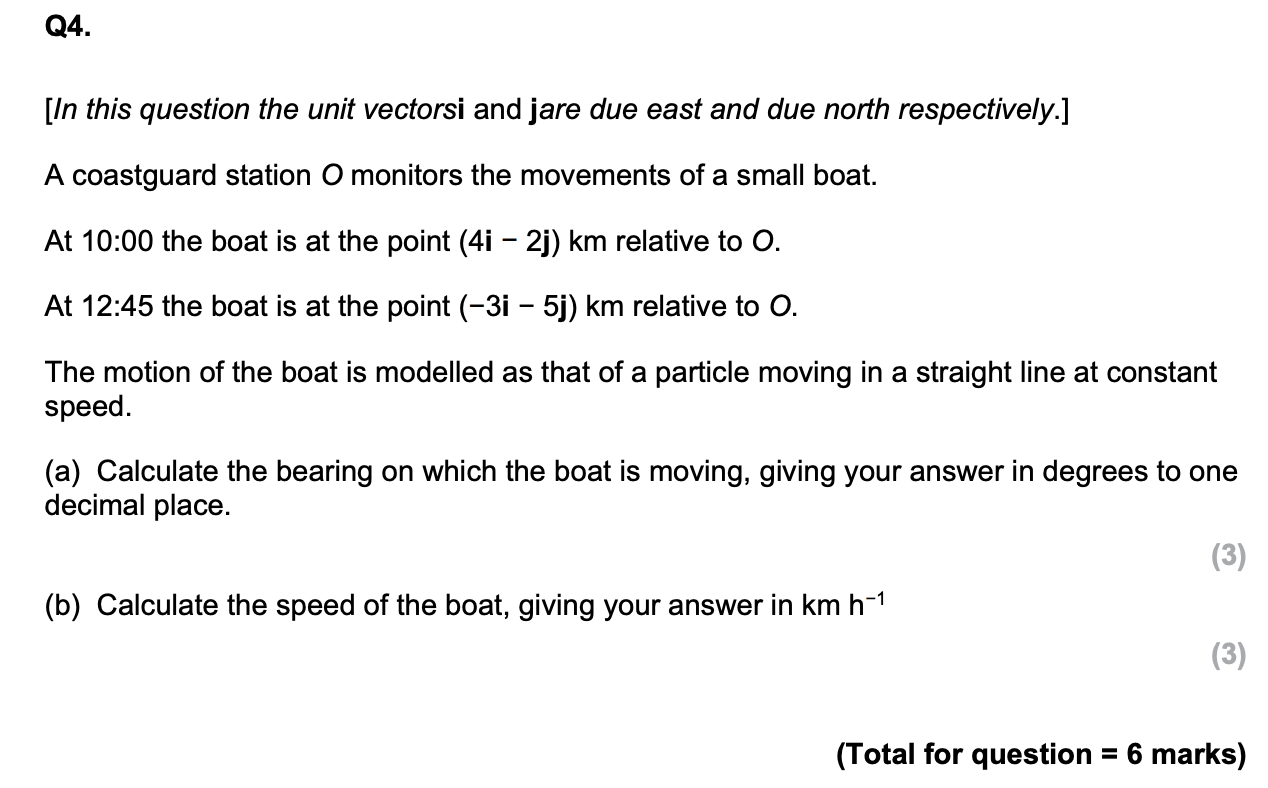 Q4.
[In this question the unit vectorsi and jare due east and due north respectively.]
A coastguard station O monitors the movements of a small boat.
At 10:00 the boat is at the point (4i − 2j) km relative to O.
At 12:45 the boat is at the point (−3i − 5j) km relative to O.
The motion of the boat is modelled as that of a particle moving in a straight line at constant
speed.
(a) Calculate the bearing on which the boat is moving, giving your answer in degrees to one
decimal place.
(3)
(b) Calculate the speed of the boat, giving your answer in km h⁻¹
(3)
(Total for question = 6 marks)